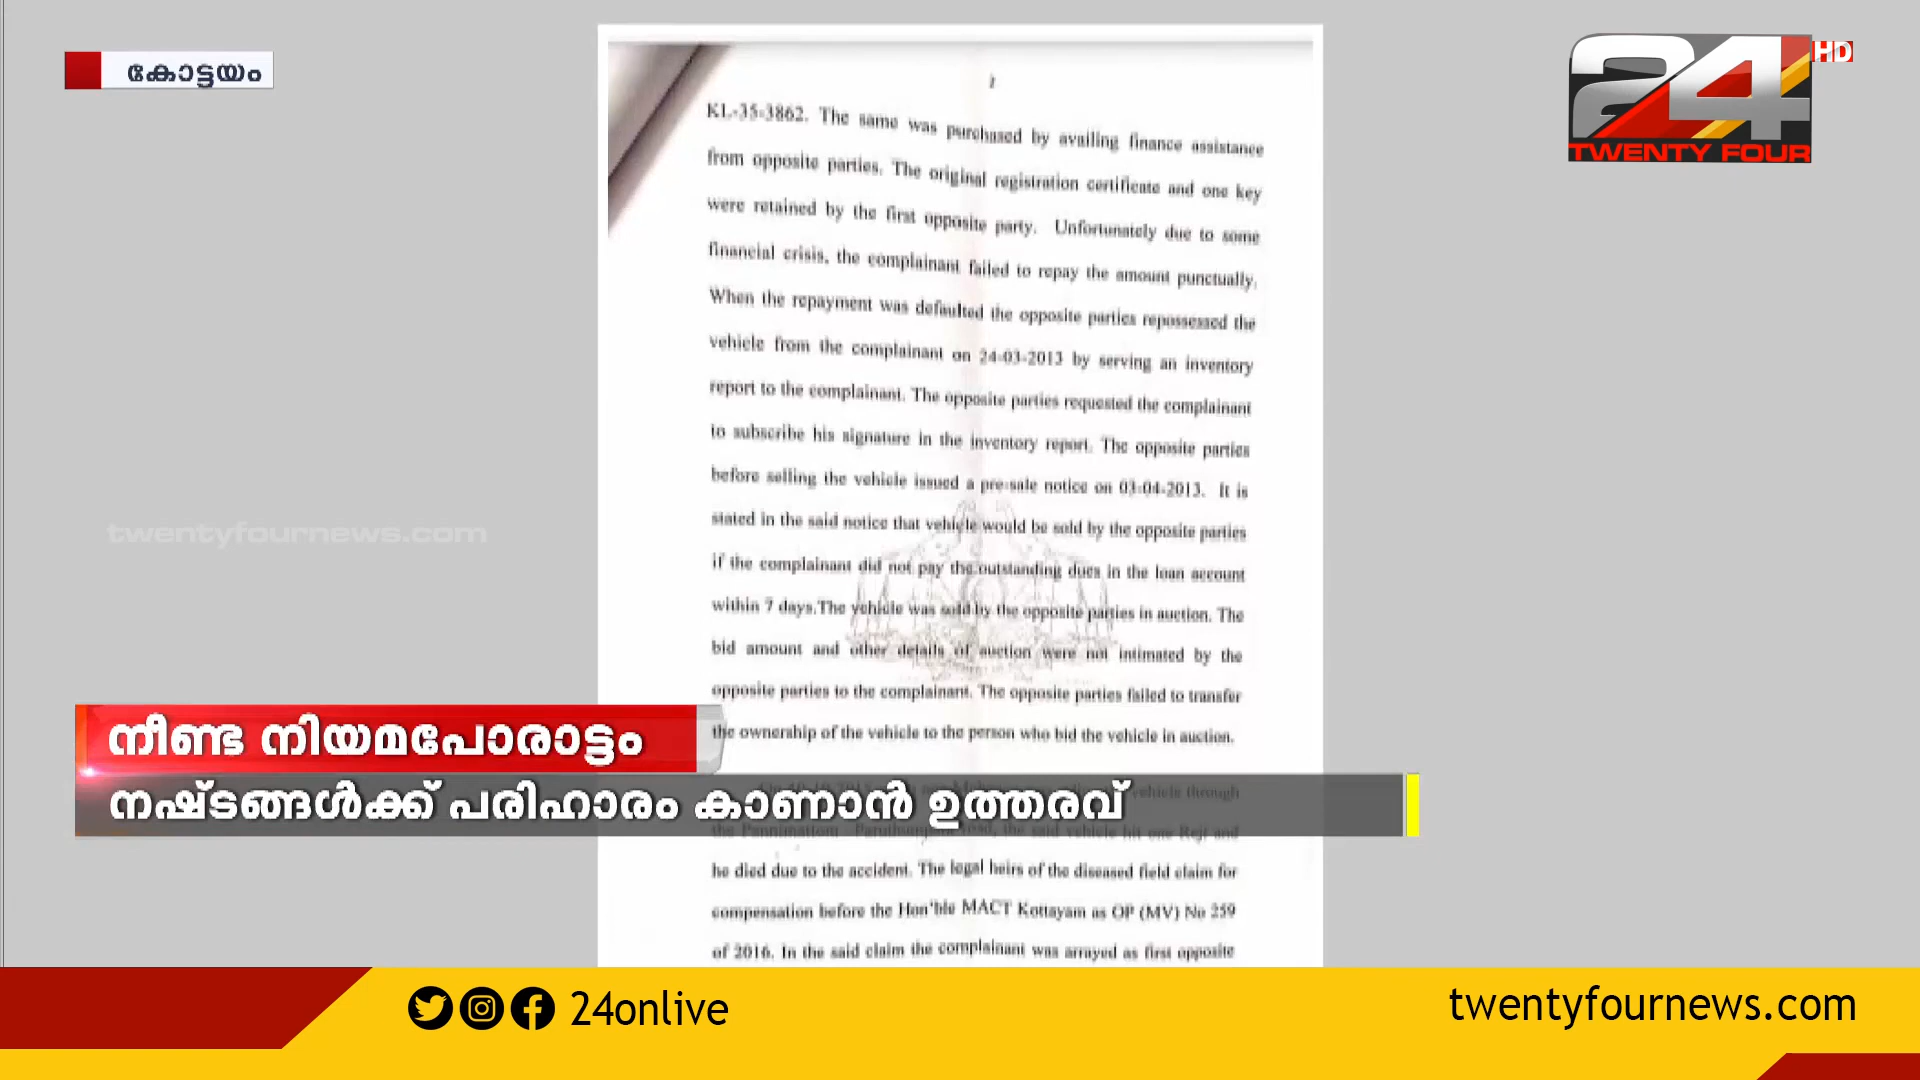 കോട്ടയം
24 HD
TWENTY FOUR
KL-35-3862. The same was purchased by availing finance assistance
from opposite parties. The original registration certificate and one key
were retained by the first opposite party. Unfortunately due to some
financial crisis, the complainant failed to repay the amount punctually.
When the repayment was defaulted the opposite parties repossessed the
vehicle from the complainant on 24-03-2013 by serving an inventory
report to the complainant. The opposite parties requested the complainant
to subscribe his signature in the inventory report. The opposite parties
before selling the vehicle issued a pre-sale notice on 03-04-2013. It is
stated in the said notice that vehicle would be sold by the opposite parties
if the complainant did not pay the outstanding dues in the loan account
within 7 days.The vehicle was sold by the opposite parties in auction. The
bid amount and other details of auction were not intimated by the
opposite parties to the complainant. The opposite parties failed to transfer
the ownership of the vehicle to the person who bid the vehicle in auction.
vehicle through
the said vehicle hit one Reji and
he died due to the accident. The legal heirs of the diseased field claim for
compensation before the Hon'ble MACT Kottayam as OP (MV) No 259
of 2016. In the said claim the complainant was arrayed as first opposite
twentyfournews.com
നീണ്ട നിയമപോരാട്ടം
നഷ്ടങ്ങൾക്ക് പരിഹാരം കാണാൻ ഉത്തരവ്
24onlive
twentyfournews.com